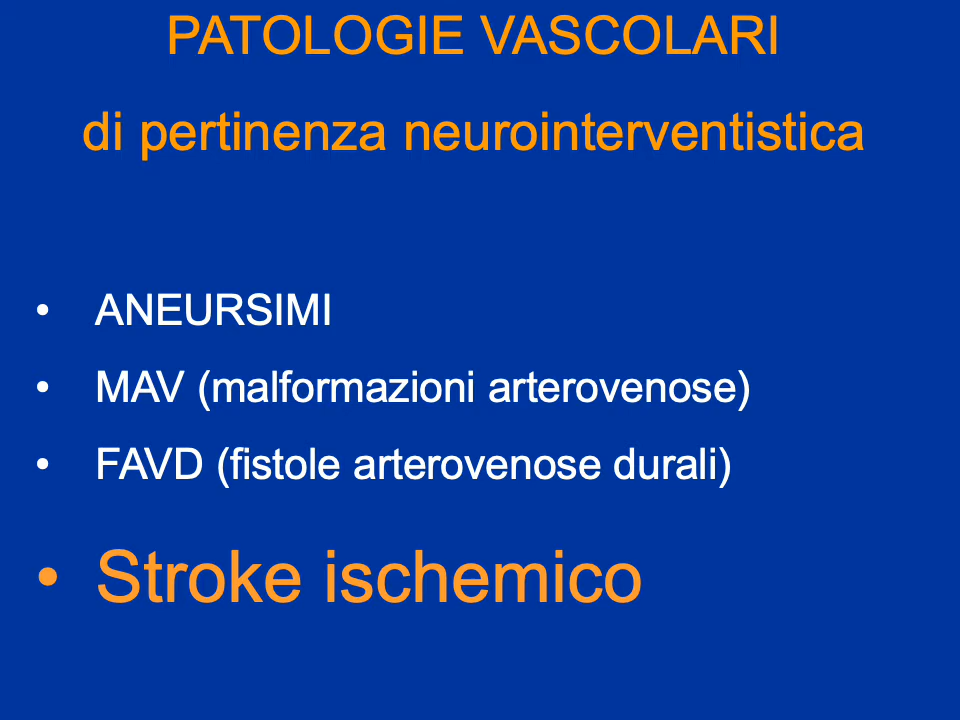 PATOLOGIE VASCOLARI
di pertinenza neurointerventistica
• ANEURSIMI
• MAV (malformazioni arterovenose)
• FAVD (fistole arterovenose durali)
• Stroke ischemico